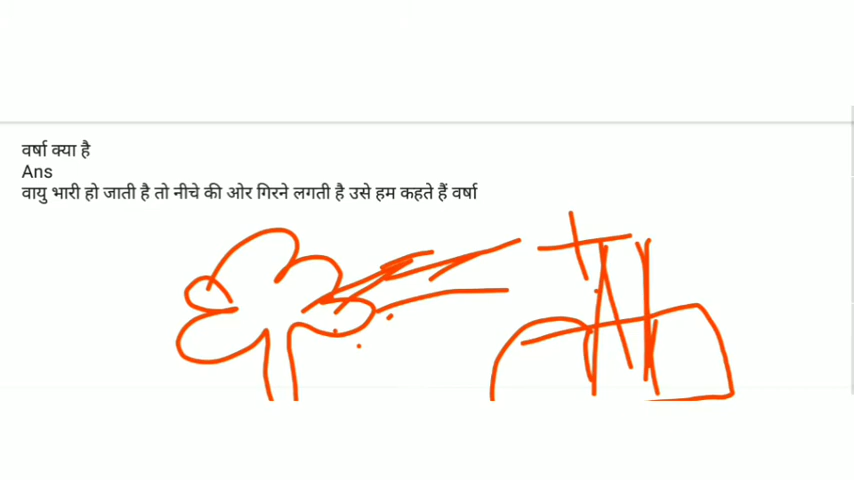 वर्षा क्या है
Ans
वायु भारी हो जाती है तो नीचे की ओर गिरने लगती है उसे हम कहते हैं वर्षा